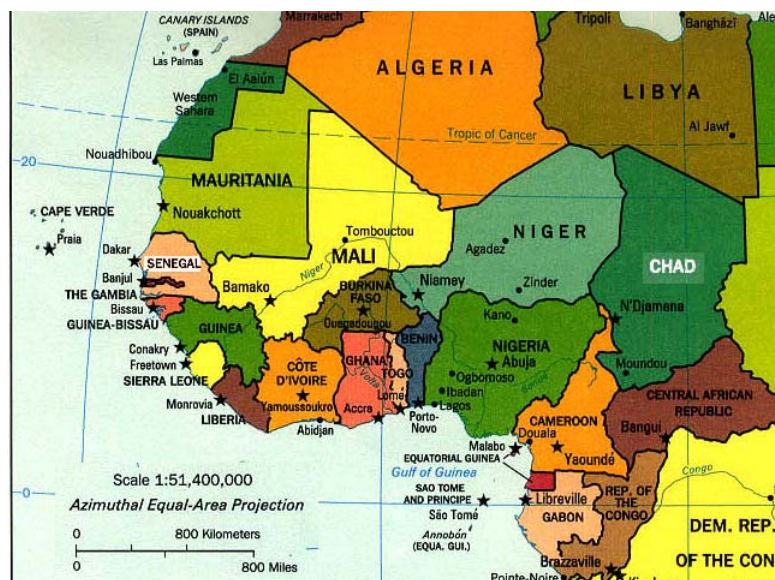 CANARY ISLANDS
(SPAIN)
Las Palmas
Marrakech
Tripoli
Banghāzī
El Aaiún
Western
Sahara
ALGERIA
LIBYA
Al Jawf
Tropic of Cancer
20
Nouadhibou
MAURITANIA
Nouakchott
CAPE VERDE
Praia
Tombouctou
NIGER
Agadez
Zinder
CHAD
Dakar
SENEGAL
MALI
Niger
Banjul
THE GAMBIA
Bissau
GUINEA-BISSAU
Bamako
BURKINA
FASO
Ouagadougou
Niamey
N'Djamena
Kano
GUINEA
Conakry
Freetown
SIERRA LEONE
CÔTE
D'IVOIRE
Yamoussoukro
GHANA
Volta
TOGO
BENIN
NIGERIA
Abuja
Ogbomoso
Ibadan
Lagos
Moundou
CENTRAL AFRICAN
REPUBLIC
Monrovia
LIBERIA
Abidjan
Accra
Lomé
Porto-
Novo
CAMEROON
Douala
Malabo
Yaoundé
Bangui
EQUATORIAL GUINEA
Gulf of Guinea
Congo
Scale 1:51,400,000
Azimuthal Equal-Area Projection
0
SAO TOME
AND PRINCIPE
São Tomé
Libreville
GABON
REP. OF
THE
CONGO
DEM. REP.
OF THE CON
0 800 Kilometers
0 800 Miles
Annobón
(EQUA. GUI.)
Brazzaville
Pointe-Noire